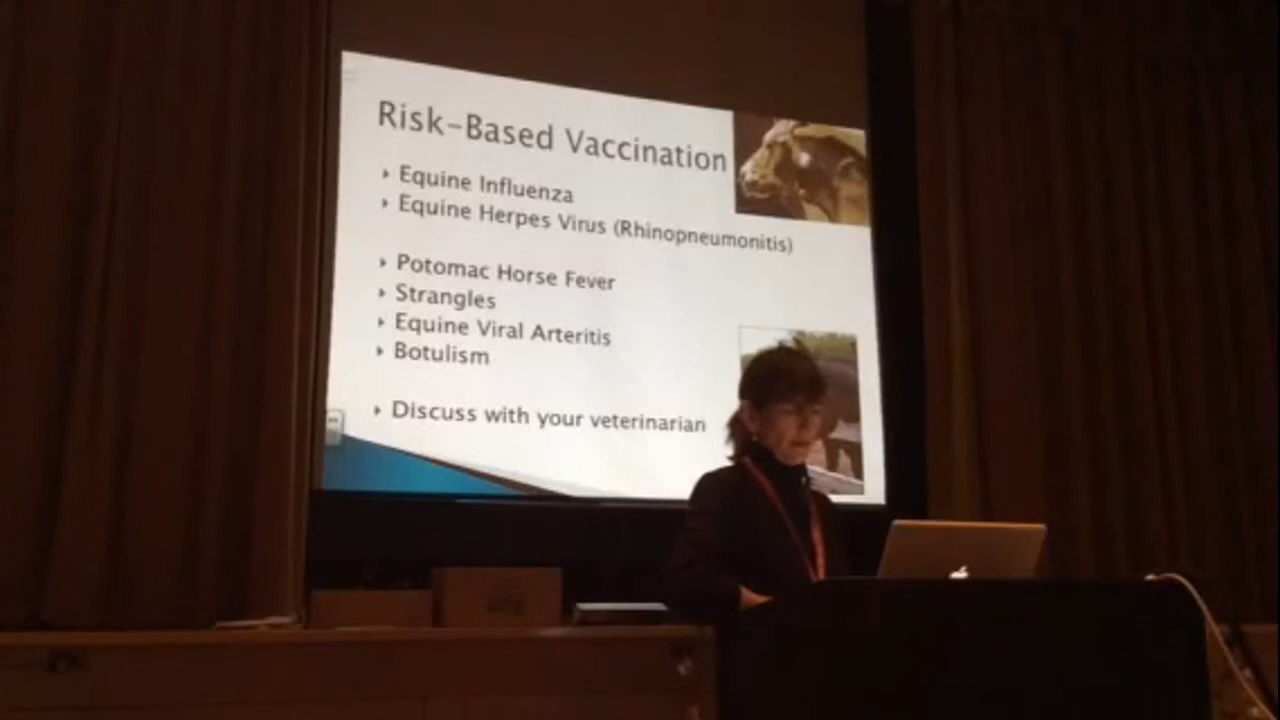 Risk-Based Vaccination
Equine Influenza
Equine Herpes Virus (Rhinopneumonitis)
Potomac Horse Fever
Strangles
Equine Viral Arteritis
Botulism
Discuss with your veterinarian